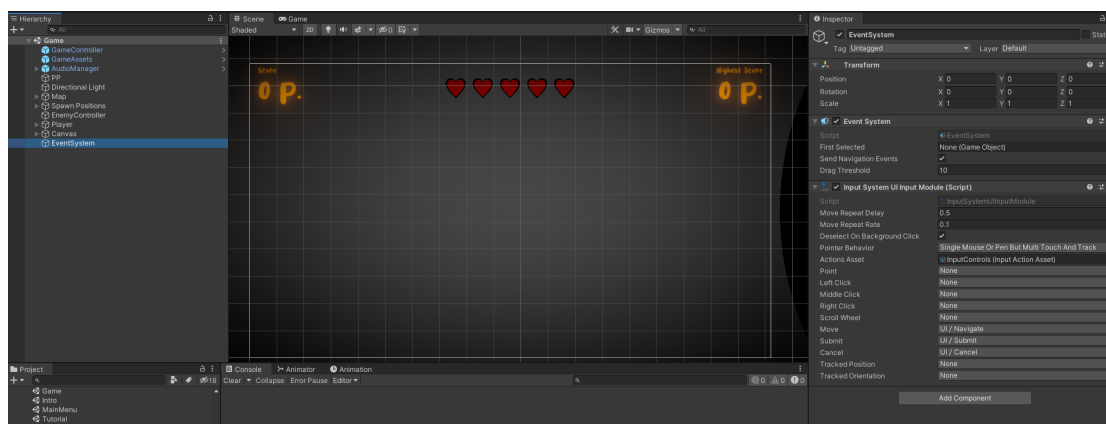 Hierarchy
All
Game
GameController
GameAssets
AudioManager
PP
Directional Light
Map
Spawn Positions
EnemyController
Player
Canvas
EventSystem
Scene Game
Shaded 2D 0 Gizmos All
Score
0 P.
Highest Score
0 P.
Project
18
Game
Intro
MainMenu
Tutorial
Console Animator Animation
Clear Collapse Error Pause Editor 0 0 0
Inspector
EventSystem Stat
Tag Untagged Layer Default
Transform
Position X 0 Y 0 Z 0
Rotation X 0 Y 0 Z 0
Scale X 1 Y 1 Z 1
Event System
Script EventSystem
First Selected None (Game Object)
Send Navigation Events
Drag Threshold 10
Input System UI Input Module (Script)
Script InputSystemUIInputModule
Move Repeat Delay 0.5
Move Repeat Rate 0.1
Deselect On Background Click
Pointer Behavior Single Mouse Or Pen But Multi Touch And Track
Actions Asset InputControls (Input Action Asset)
Point None
Left Click None
Middle Click None
Right Click None
Scroll Wheel None
Move UI / Navigate
Submit UI / Submit
Cancel UI / Cancel
Tracked Position None
Tracked Orientation None
Add Component